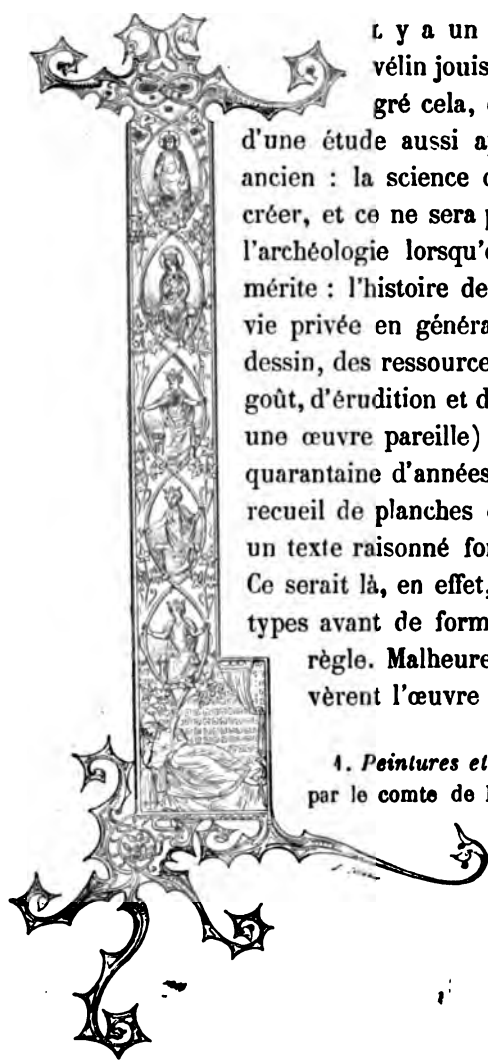 L y a un
vélin jouis
gré cela,
d'une étude aussi a
ancien : la science
créer, et ce ne sera
l'archéologie lorsqu'
mérite : l'histoire de
vie privée en généra
dessin, des ressource
goût, d'érudition et d
une œuvre pareille)
quarantaine d'années
recueil de planches
un texte raisonné for
Ce serait là, en effet,
types avant de form
règle. Malheure
vèrent l'œuvre
1. Peintures et
par le comte de